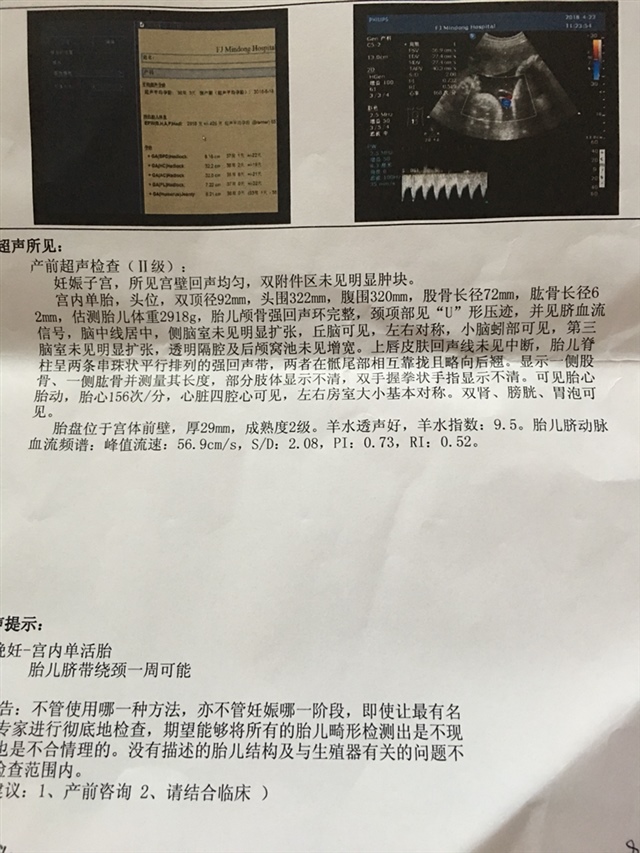 FJ Mindong Hospital
PHILIPS
FJ Mindong Hospital
超声所见：
产前超声检查（Ⅱ级）：
妊娠子宫，所见宫壁回声均匀，双附件区未见明显肿块。
宫内单胎，头位，双顶径92mm，头围322mm，腹围320mm，股骨长径72mm，肱骨长径6
2mm，估测胎儿体重2918g，胎儿颅骨强回声环完整，颈项部见“U”形压迹，并见脐血流
信号，脑中线居中，侧脑室未见明显扩张，丘脑可见，左右对称，小脑蚓部可见，第三
脑室未见明显扩张，透明隔腔及后颅窝池未见增宽。上唇皮肤回声线未见中断，胎儿脊
柱呈两条串珠状平行排列的强回声带，两者在骶尾部相互靠拢且略向后翘。显示一侧股
骨、一侧肱骨并测量其长度，部分肢体显示不清，双手握拳状手指显示不清。可见胎心
胎动，胎心156次/分，心脏四腔心可见，左右房室大小基本对称。双肾、膀胱、胃泡可
见。
胎盘位于宫体前壁，厚29mm，成熟度2级。羊水透声好，羊水指数：9.5。胎儿脐动脉
血流频谱：峰值流速：56.9cm/s，S/D：2.08，PI：0.73，RI：0.52。
声提示：
晚妊-宫内单活胎
胎儿脐带绕颈一周可能
告：不管使用哪一种方法，亦不管妊娠哪一阶段，即使让最有名
专家进行彻底地检查，期望能够将所有的胎儿畸形检测出是不现
也是不合情理的。没有描述的胎儿结构及与生殖器有关的问题不
检查范围内。
建议：1、产前咨询 2、请结合临床 ）